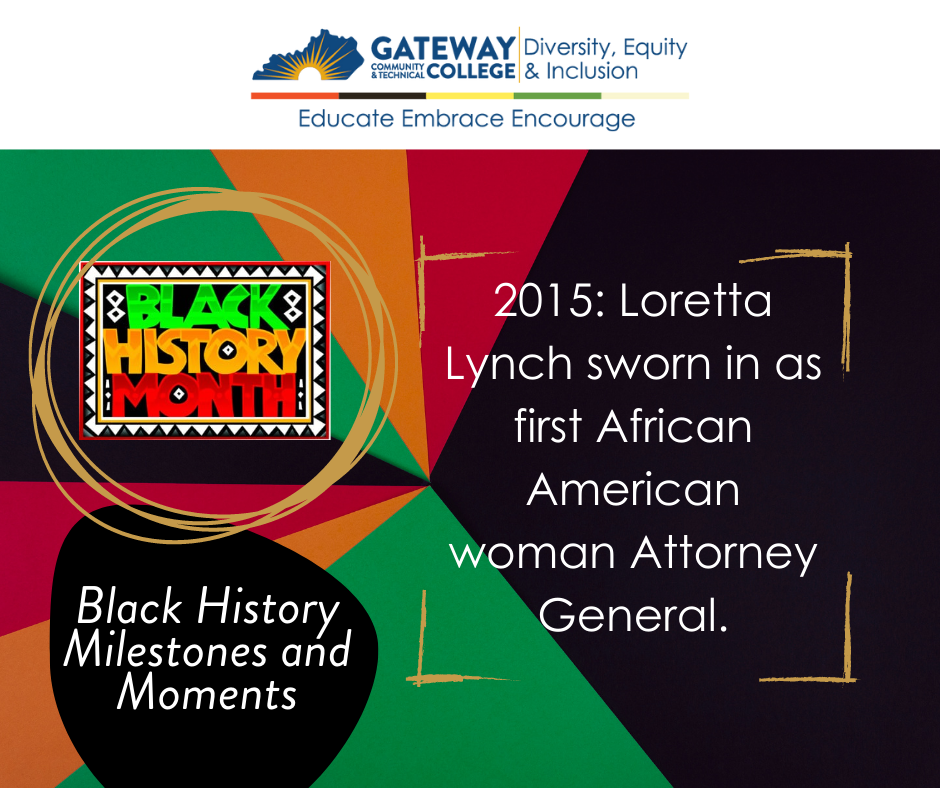 GATEWAY
COMMUNITY
& TECHNICAL COLLEGE
Diversity, Equity
& Inclusion
Educate Embrace Encourage
BLACK
HISTORY
MONTH
2015: Loretta
Lynch sworn in as
first African
American
woman Attorney
General.
Black History
Milestones and
Moments